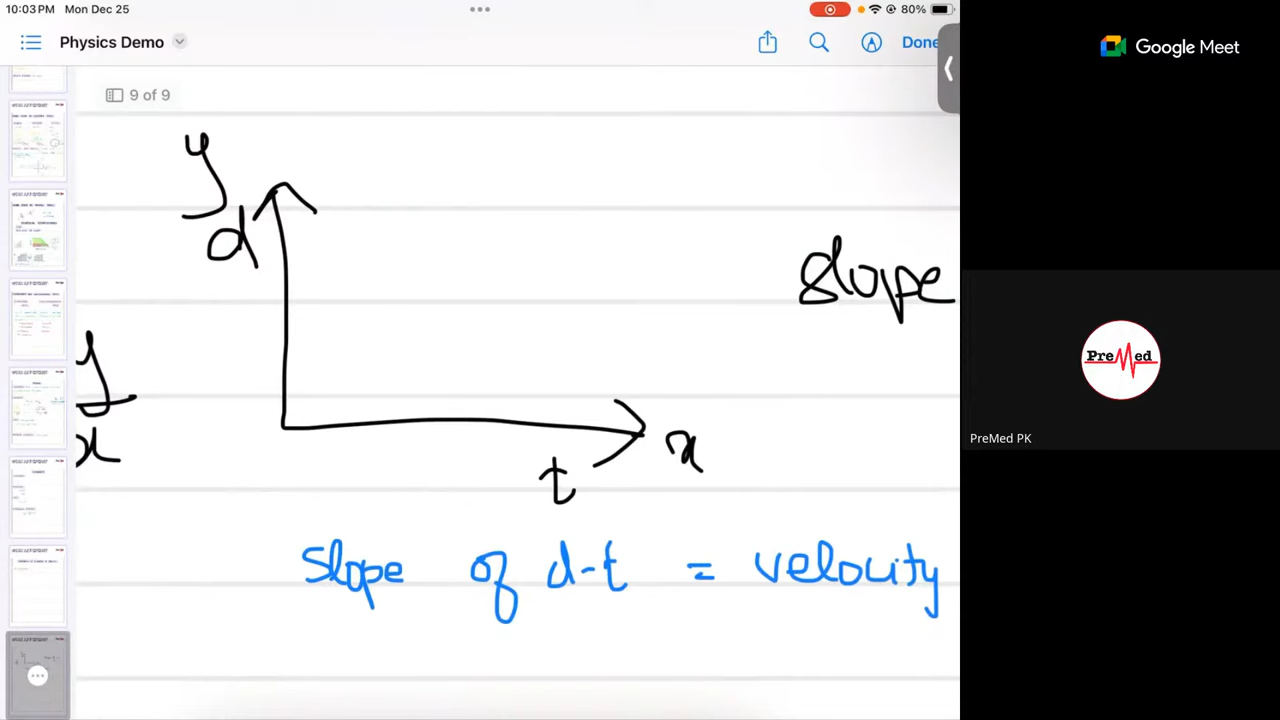 10:03 PM Mon Dec 25
80%
Physics Demo
Done
Google Meet
9 of 9
y
d
slope
y
x
x
t
slope of d-t = velocity
PreMed
PreMed PK